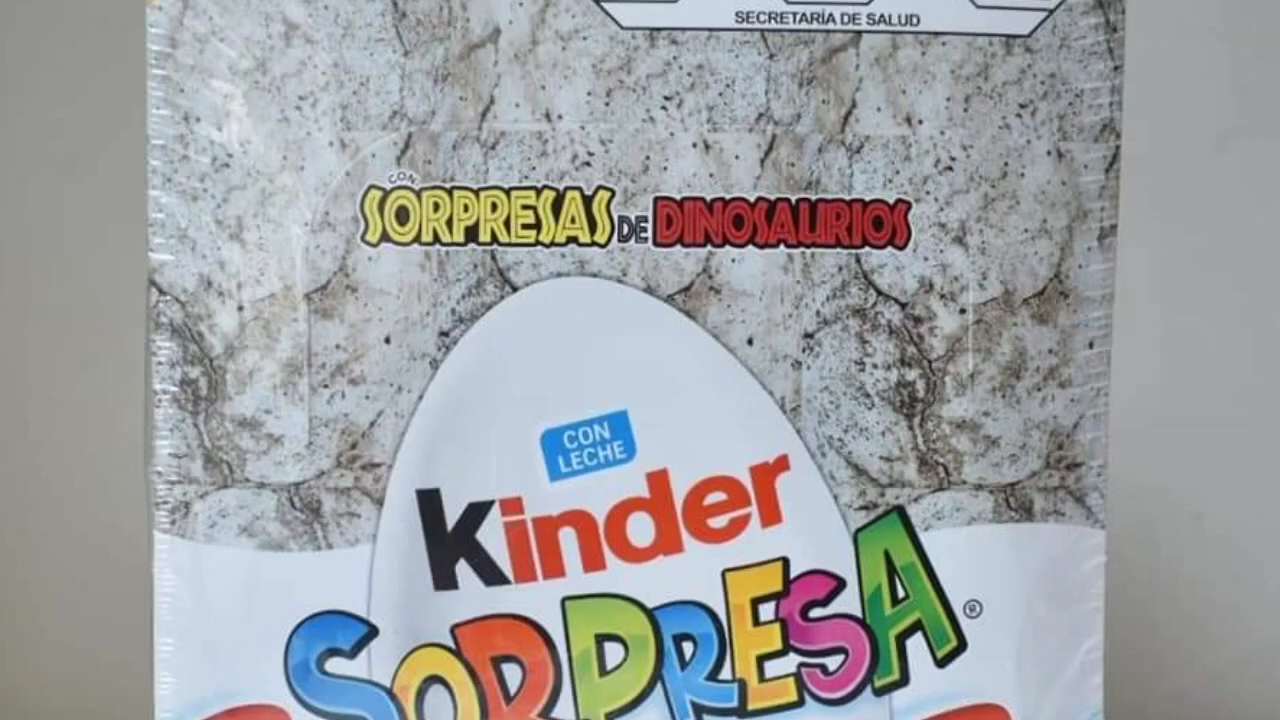 SECRETARÍA DE SALUD
CON
SORPRESAS DE DINOSAURIOS
CON
LECHE
kinder
SORPRESA®